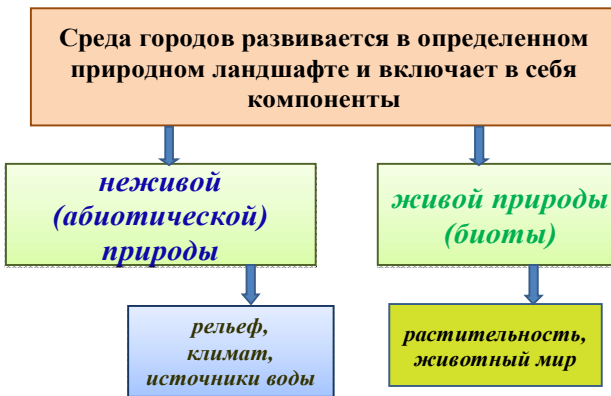 Среда городов развивается в определенном
природном ландшафте и включает в себя
компоненты
неживой
(абиотической)
природы
живой природы
(биоты)
рельеф,
климат,
источники воды
растительность,
животный мир